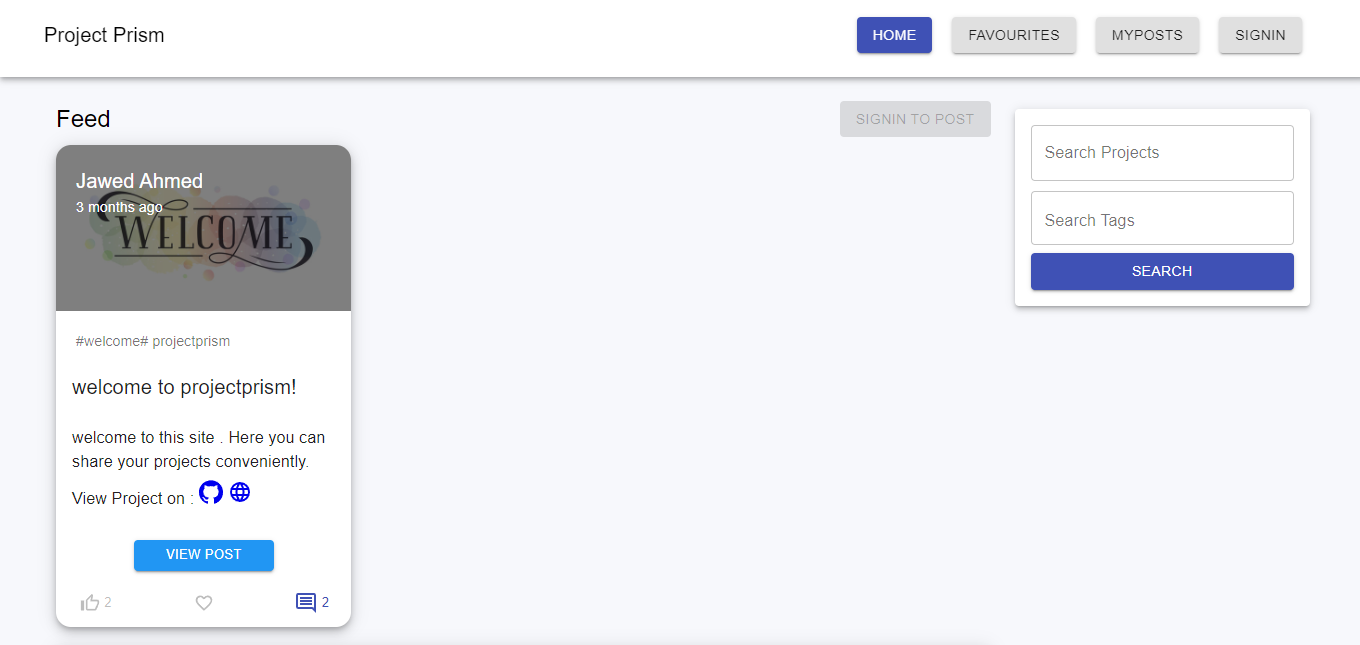 Project Prism
HOME
FAVOURITES
MYPOSTS
SIGNIN
Feed
SIGNIN TO POST
Jawed Ahmed
3 months ago
WELCOME
#welcome# projectprism
welcome to projectprism!
welcome to this site . Here you can
share your projects conveniently.
View Project on :
VIEW POST
2
2
Search Projects
Search Tags
SEARCH